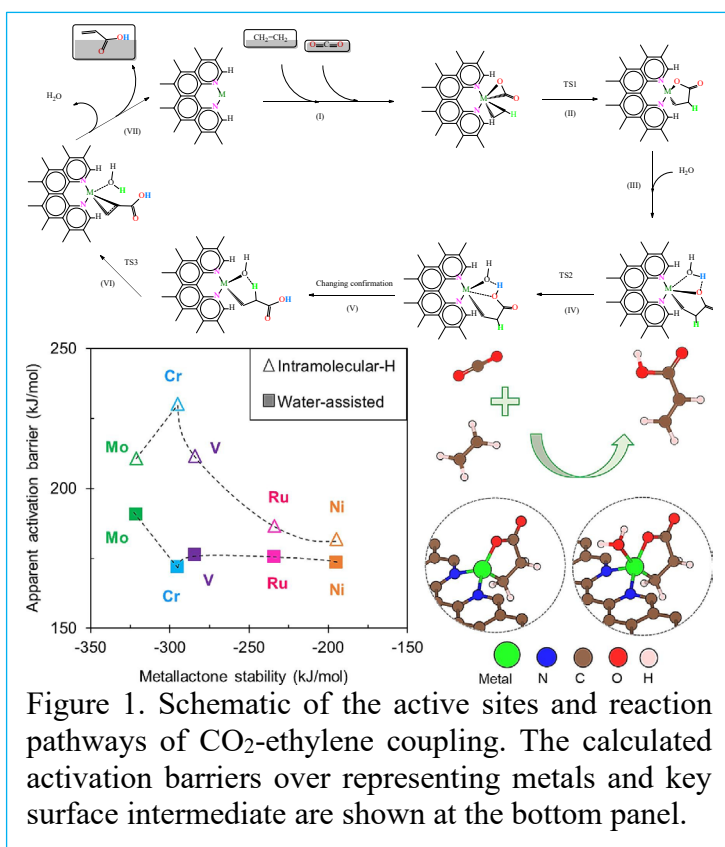 O H
O
CH₂=CH₂
O=C=O
H₂O
(VII)
H
N
M
N
H
(I)
H
N
M
O
O
N
H
H
TS1
(II)
H
N
M
O
O
N
H
H
H
H
O
H
N
M
OH
O
N
H
(III)
H₂O
TS3
(VI)
H
H
N
O
M
H
OH
O
N
H
Changing confirmation
(V)
H
H
N
O
H
M
O
O
N
H
H
TS2
(IV)
H
H
N
O
H
M
O
O
N
H
H
250
200
150
Apparent activation barrier (kJ/mol)
△ Intramolecular-H
Water-assisted
Cr
Mo
V
Ru
Ni
Mo
Cr
V
Ru
Ni
-350 -300 -250 -200 -150
Metallactone stability (kJ/mol)
Metal N C O H
Figure 1. Schematic of the active sites and reaction
pathways of CO₂-ethylene coupling. The calculated
activation barriers over representing metals and key
surface intermediate are shown at the bottom panel.